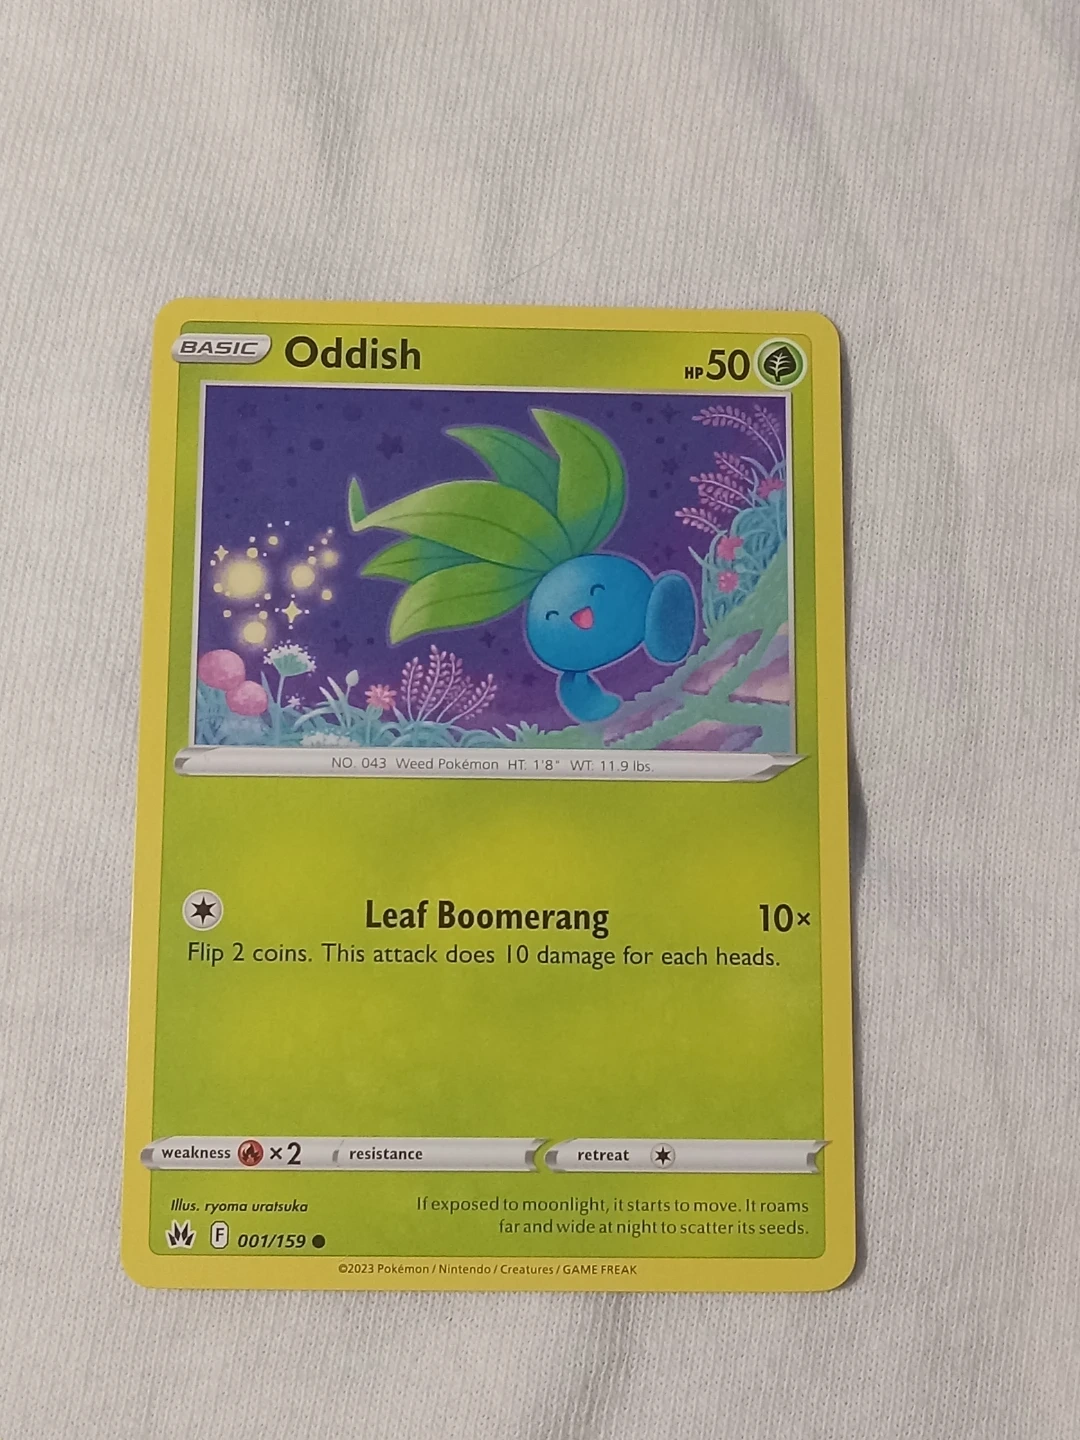 BASIC Oddish HP 50
NO. 043 Weed Pokémon HT: 1'8" WT: 11.9 lbs.
Leaf Boomerang 10×
Flip 2 coins. This attack does 10 damage for each heads.
weakness ×2 resistance retreat
Illus. ryoma uratsuka
If exposed to moonlight, it starts to move. It roams
far and wide at night to scatter its seeds.
F 001/159
©2023 Pokémon / Nintendo / Creatures / GAME FREAK